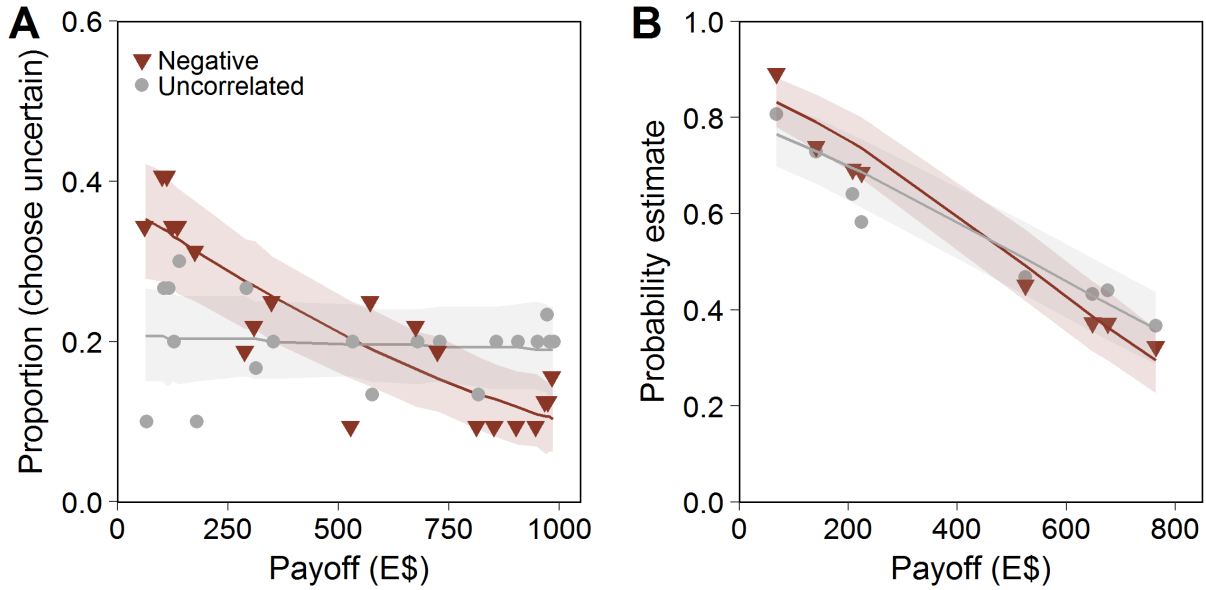 A
Proportion (choose uncertain)
0.6
0.4
0.2
0.0
Negative
Uncorrelated
0
250
500
750
1000
Payoff (E$)
B
Probability estimate
1.0
0.8
0.6
0.4
0.2
0.0
0
200
400
600
800
Payoff (E$)